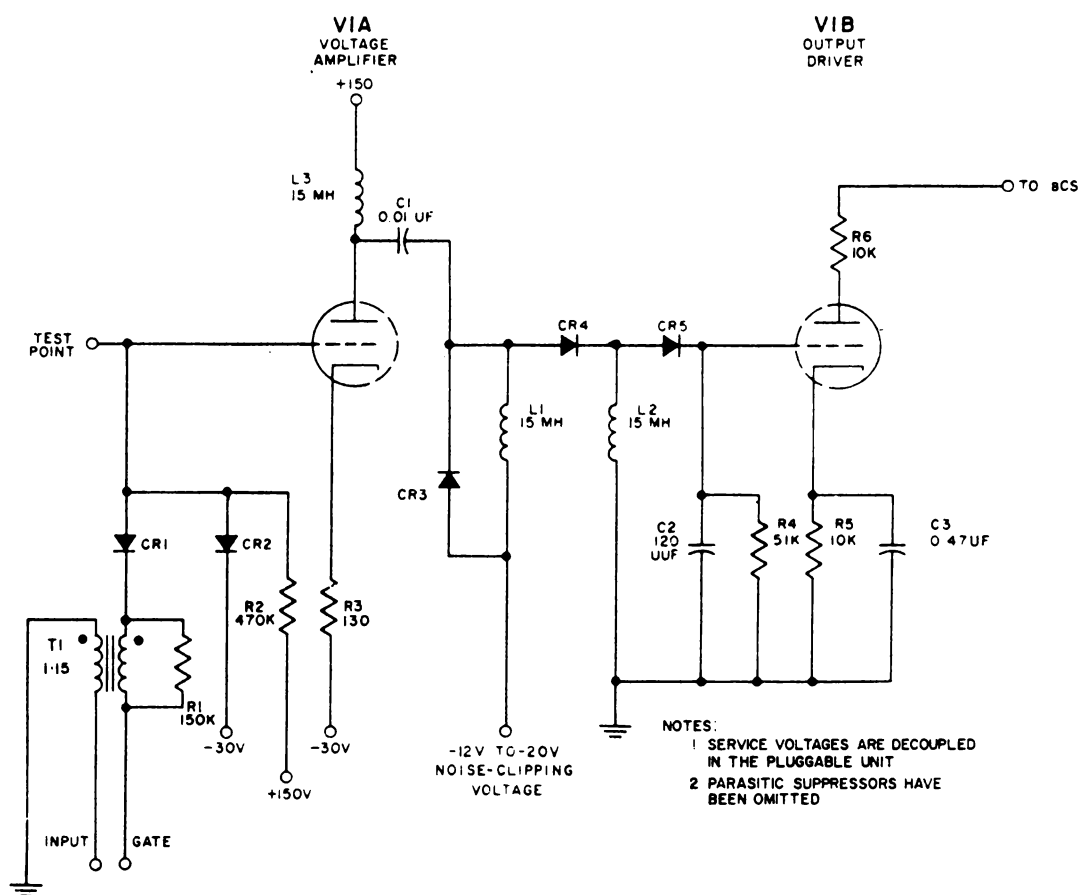 V1A
VOLTAGE
AMPLIFIER
+150
V1B
OUTPUT
DRIVER
L3
15 MH
C1
0.01 UF
TO BCS
R6
10K
TEST
POINT
CR4
CR5
L1
15 MH
L2
15 MH
CR3
CR1
CR2
R2
470K
R3
130
C2
120
UUF
R4
51K
R5
10K
C3
0.47UF
T1
1:15
R1
150K
-30V
-30V
+150V
-12V TO-20V
NOISE-CLIPPING
VOLTAGE
INPUT
GATE
NOTES:
1 SERVICE VOLTAGES ARE DECOUPLED
IN THE PLUGGABLE UNIT
2 PARASITIC SUPPRESSORS HAVE
BEEN OMITTED